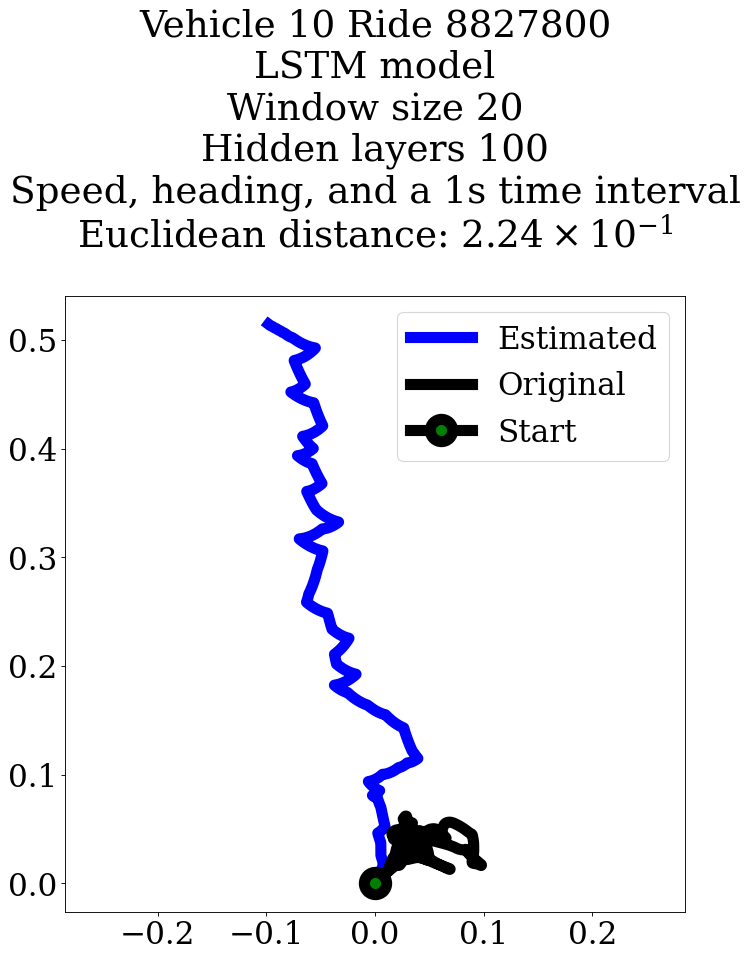 Vehicle 10 Ride 8827800
LSTM model
Window size 20
Hidden layers 100
Speed, heading, and a 1s time interval
Euclidean distance: 2.24 × 10⁻¹
Estimated
Original
Start
0.5
0.4
0.3
0.2
0.1
0.0
−0.2 −0.1 0.0 0.1 0.2